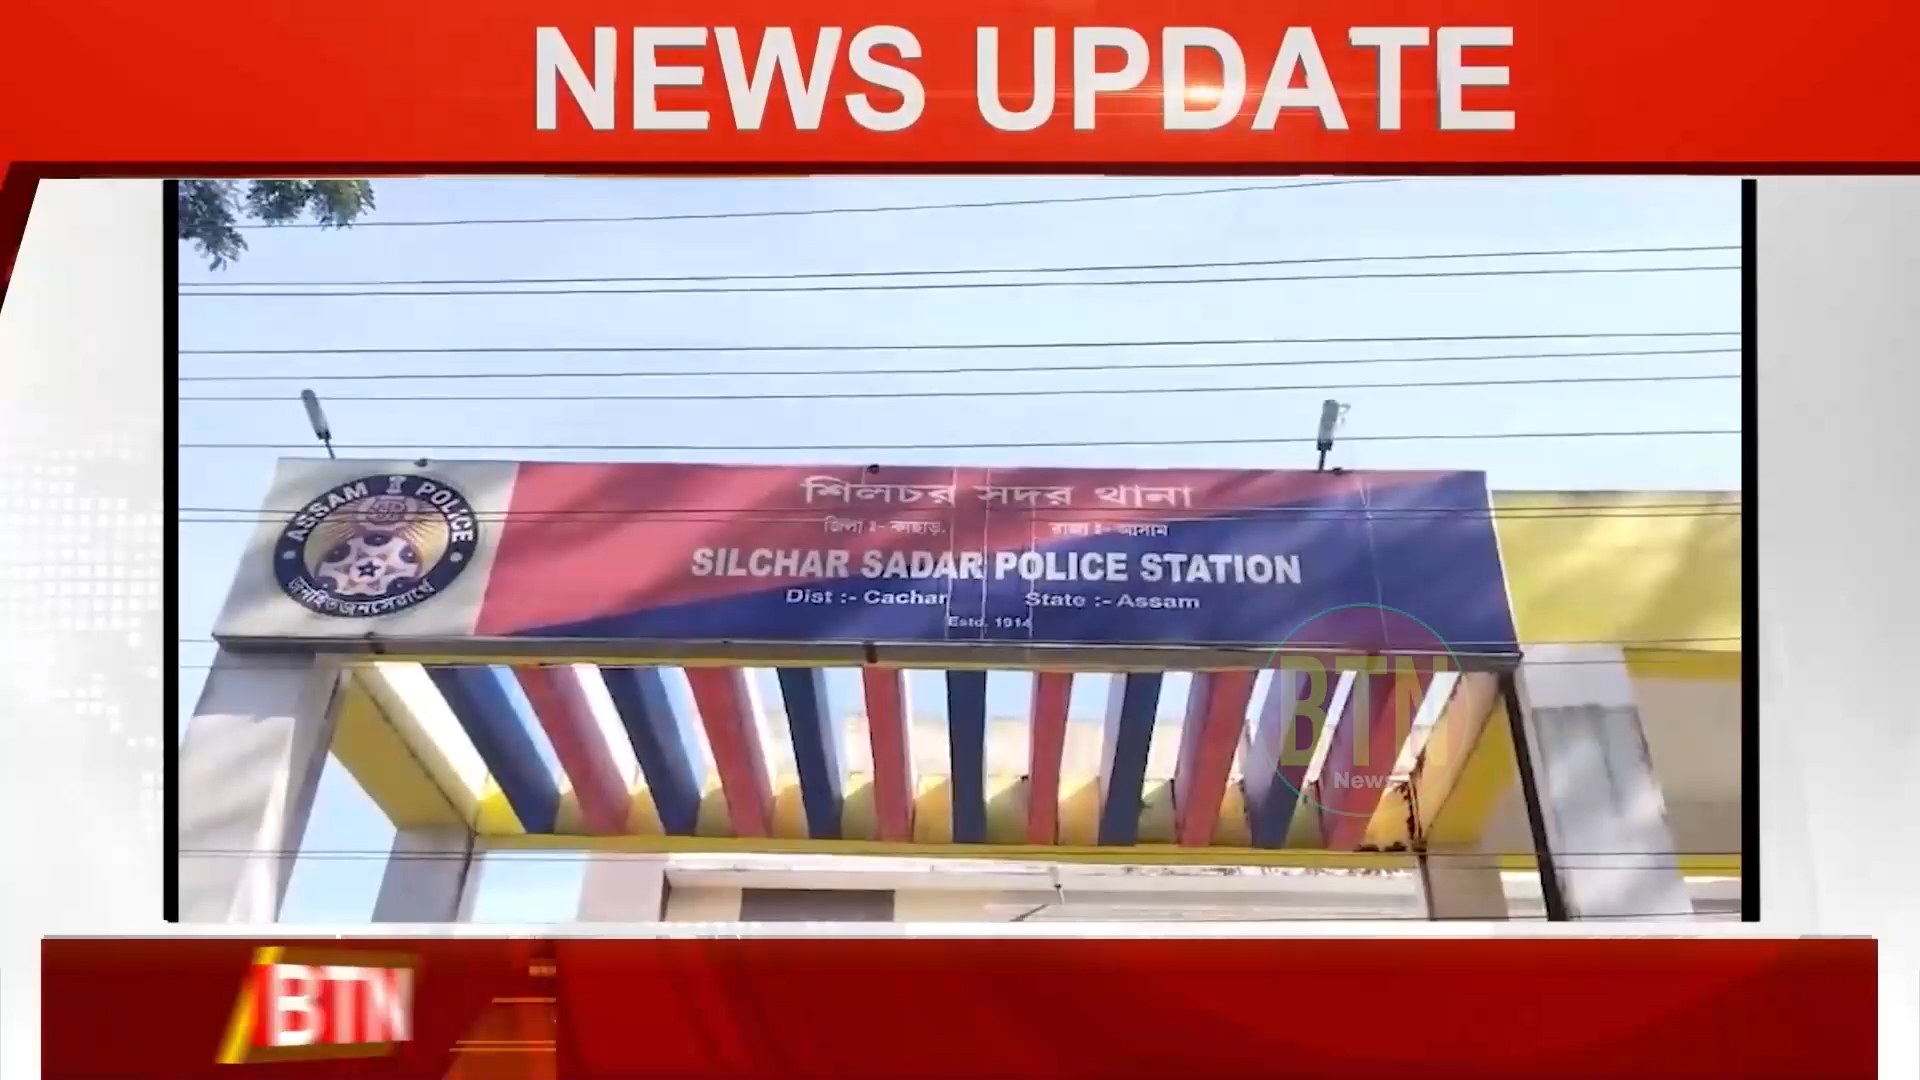 NEWS UPDATE
ASSAM POLICE
শিলচর সদর থানা
জিলা ঃ- কাছাড়. রাজ্য ঃ- আসাম
SILCHAR SADAR POLICE STATION
Dist :- Cachar State :- Assam
Estd. 1914
BTN
News
BTN